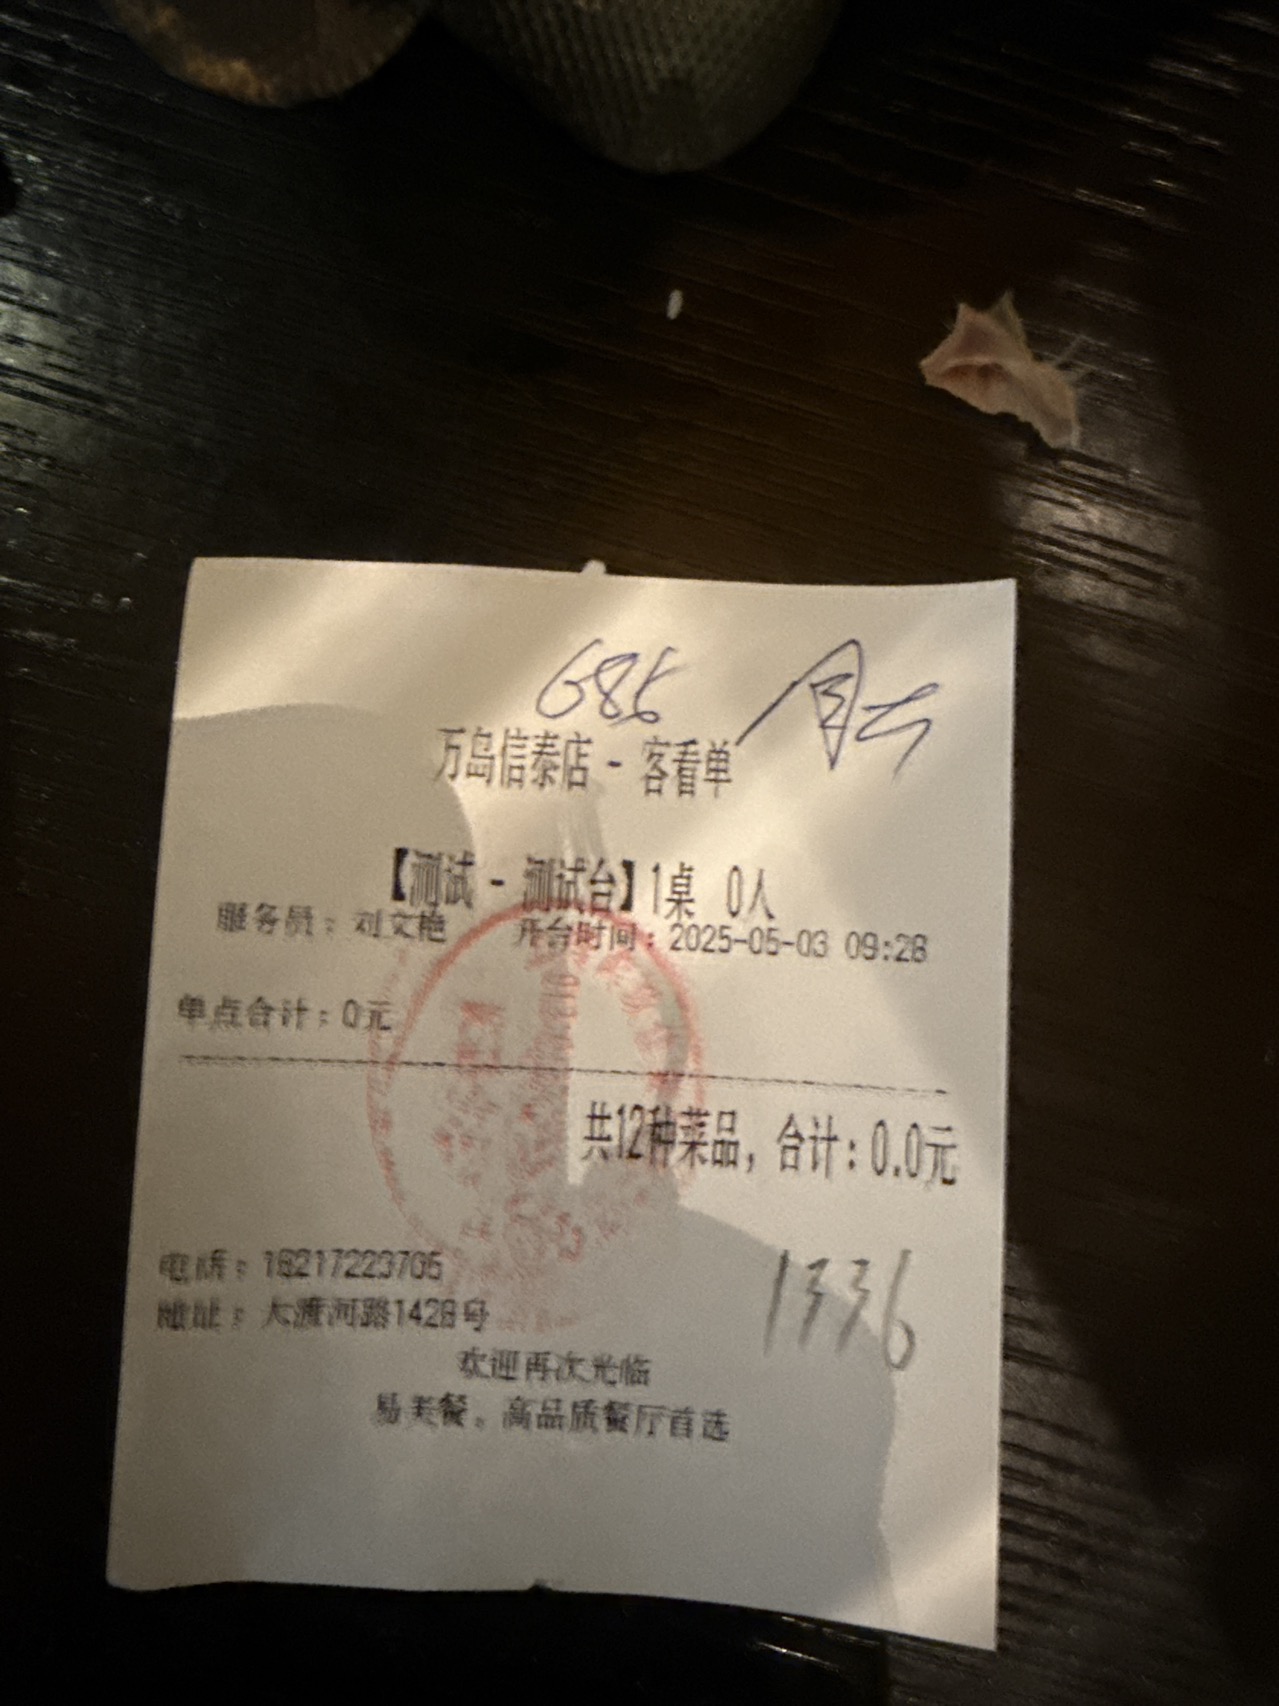 686
万岛信泰店 - 客看单
【测试 - 测试台】1桌 0人
服务员：刘文艳 开台时间：2025-05-03 09:28
单点合计：0元
共12种菜品，合计：0.0元
电话：18217223705
1336
地址：大渡河路1428号
欢迎再次光临
易美餐。高品质餐厅首选